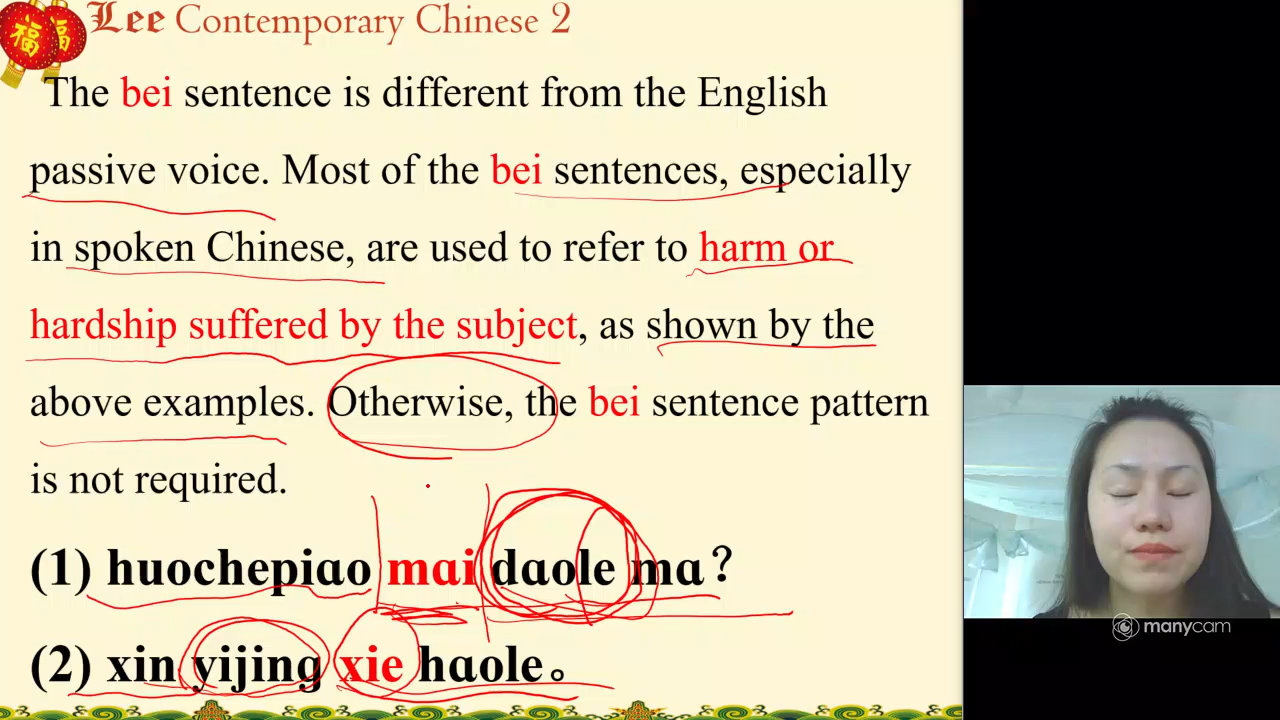 福 福 Lee Contemporary Chinese 2
The bei sentence is different from the English
passive voice. Most of the bei sentences, especially
in spoken Chinese, are used to refer to harm or
hardship suffered by the subject, as shown by the
above examples. Otherwise, the bei sentence pattern
is not required.
(1) huochepiao mai daole ma？
(2) xin yijing xie haole。
manycam